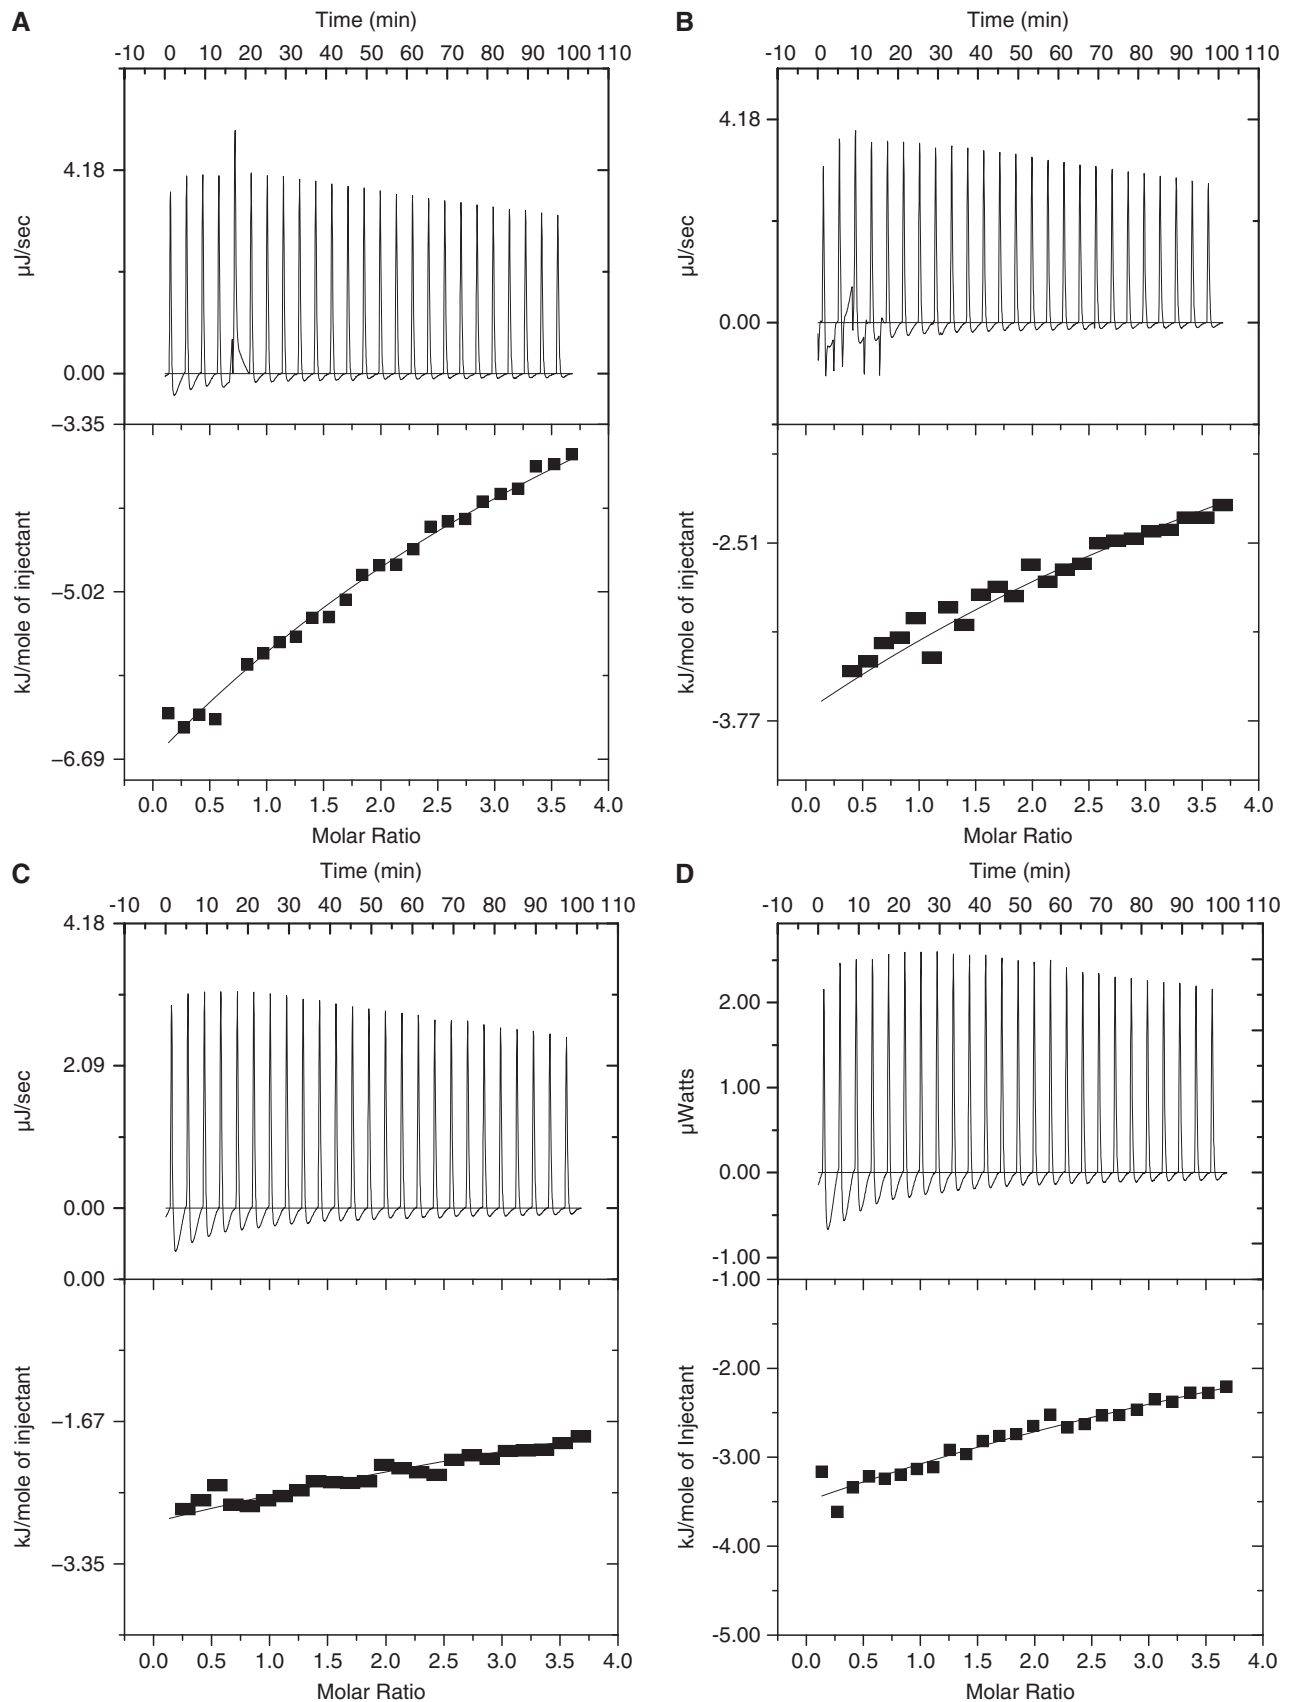 A
Time (min)
-10 0 10 20 30 40 50 60 70 80 90 100 110
µJ/sec
4.18
0.00
−3.35
kJ/mole of injectant
−5.02
−6.69
0.0 0.5 1.0 1.5 2.0 2.5 3.0 3.5 4.0
Molar Ratio
B
Time (min)
-10 0 10 20 30 40 50 60 70 80 90 100 110
µJ/sec
4.18
0.00
kJ/mole of injectant
-2.51
-3.77
0.0 0.5 1.0 1.5 2.0 2.5 3.0 3.5 4.0
Molar Ratio
C
Time (min)
-10 0 10 20 30 40 50 60 70 80 90 100 110
4.18
µJ/sec
2.09
0.00
0.00
kJ/mole of injectant
−1.67
−3.35
0.0 0.5 1.0 1.5 2.0 2.5 3.0 3.5 4.0
Molar Ratio
D
Time (min)
-10 0 10 20 30 40 50 60 70 80 90 100 110
µWatts
2.00
1.00
0.00
-1.00
-1.00
kJ/mole of Injectant
-2.00
-3.00
-4.00
-5.00
0.0 0.5 1.0 1.5 2.0 2.5 3.0 3.5 4.0
Molar Ratio